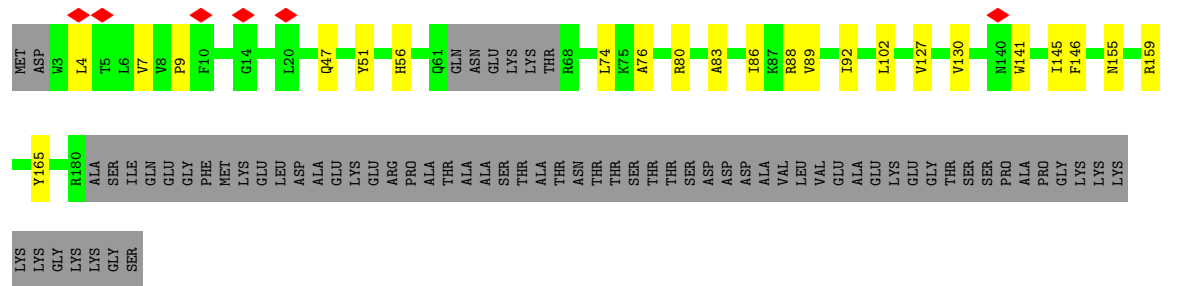 MET ASP W3 L4 T5 L6 V7 V8 P9 F10 G14 L20 Q47 Y51 H56 Q61 GLN ASN GLU LYS LYS THR R68 L74 K75 A76 R80 A83 I86 K87 R88 V89 I92 L102 V127 V130 N140 W141 I145 F146 N155 R159
Y165 R180 ALA SER ILE GLN GLU GLY PHE MET LYS GLU LEU ASP ALA GLU LYS GLU ARG PRO ALA THR ALA ALA SER THR ALA THR ASN THR THR SER THR THR SER ASP ASP ASP ALA VAL LEU VAL GLU ALA GLU LYS GLU GLY THR SER SER PRO ALA PRO GLY LYS LYS LYS
LYS LYS GLY LYS LYS GLY SER